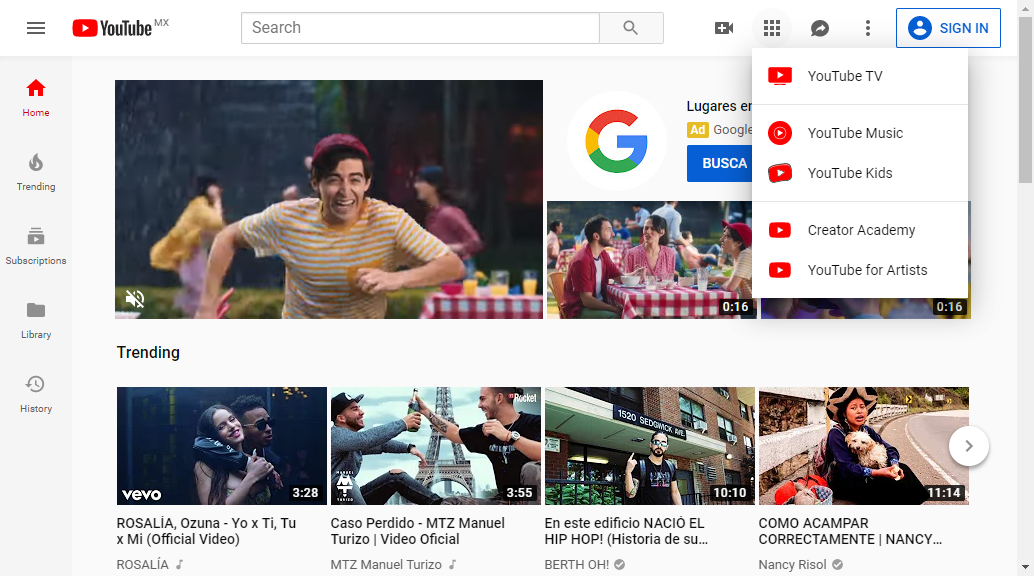 YouTube MX
Search
SIGN IN
YouTube TV
YouTube Music
YouTube Kids
Creator Academy
YouTube for Artists
Home
Trending
Subscriptions
Library
History
Ad Google
BUSCA
0:16
0:16
Trending
1520 SEDGWICK AVE.
Rocket
MANUEL
TURIZO
vevo
3:28
3:55
10:10
11:14
ROSALÍA, Ozuna - Yo x Ti, Tu
x Mi (Official Video)
ROSALÍA
Caso Perdido - MTZ Manuel
Turizo | Video Oficial
MTZ Manuel Turizo
En este edificio NACIÓ EL
HIP HOP! (Historia de su…
BERTH OH!
COMO ACAMPAR
CORRECTAMENTE | NANCY…
Nancy Risol